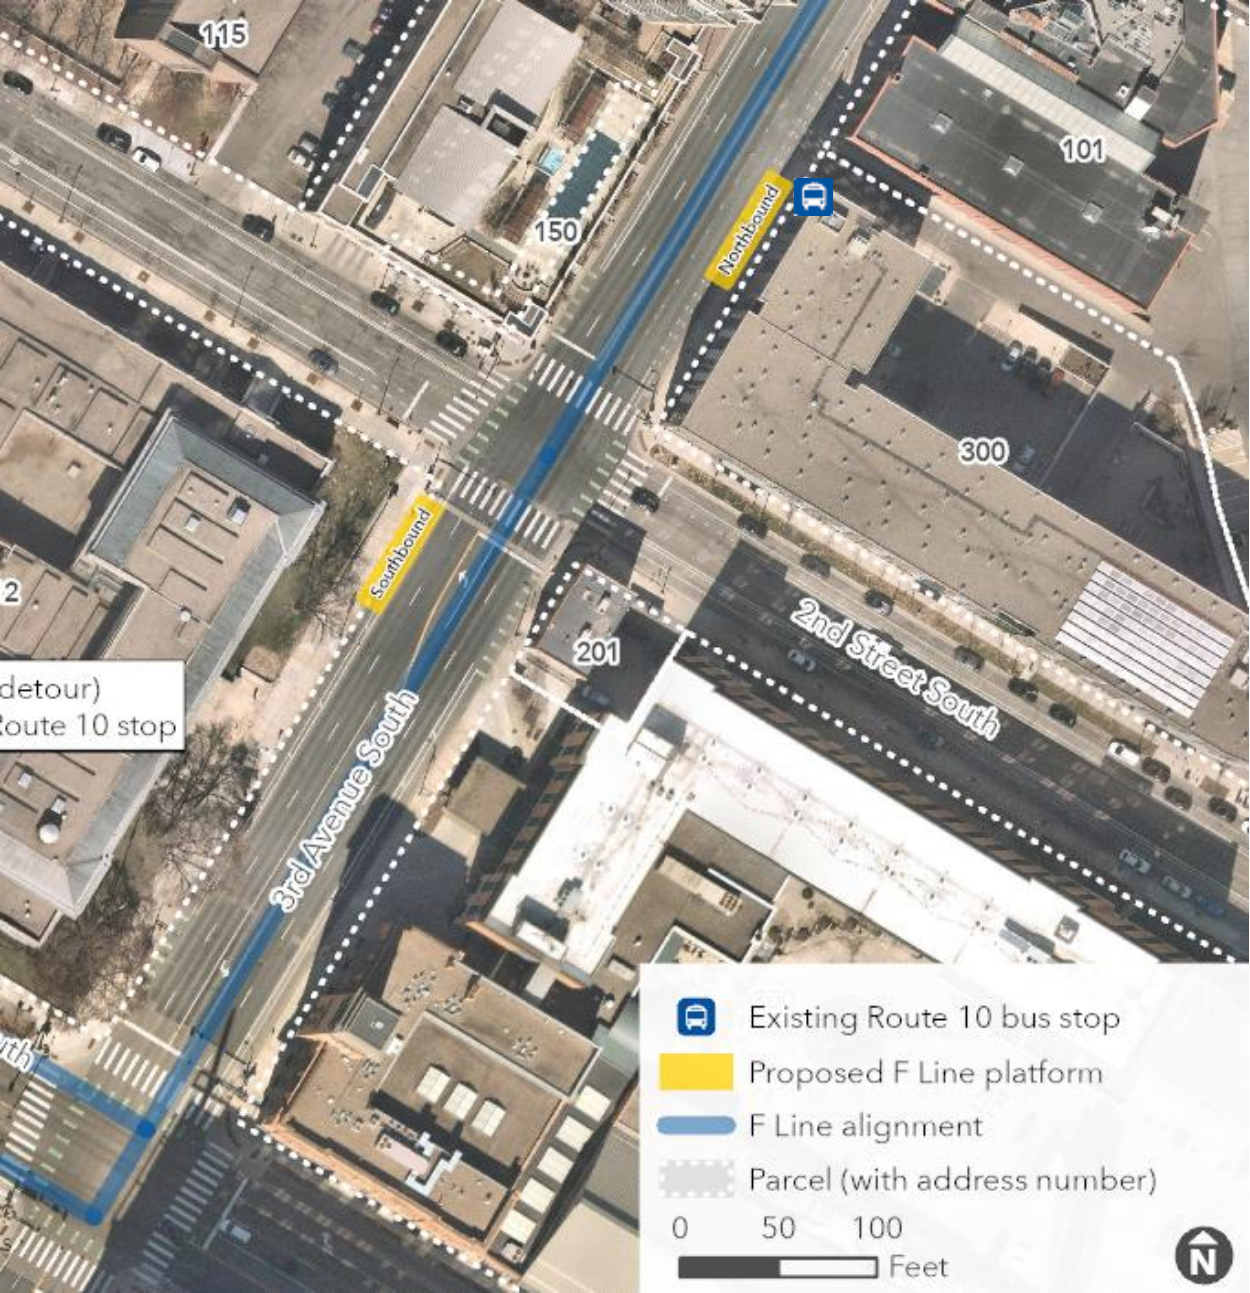 115
101
150
Northbound
300
Southbound
2
201
2nd Street South
detour)
Route 10 stop
3rd Avenue South
uth
Existing Route 10 bus stop
Proposed F Line platform
F Line alignment
Parcel (with address number)
0 50 100
Feet
N
s